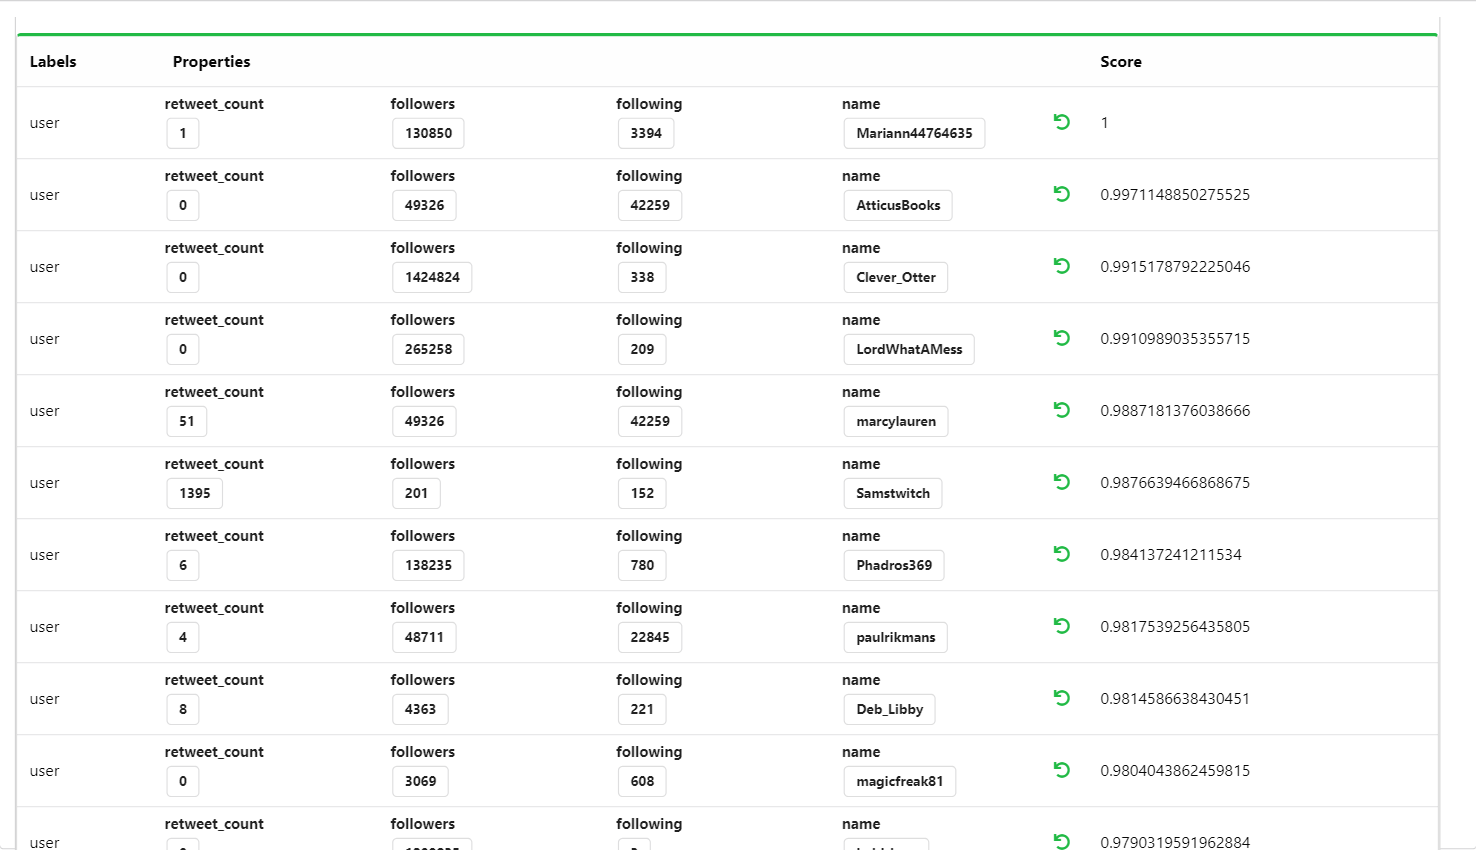 Labels Properties Score
retweet_count followers following name
user 1 130850 3394 Mariann44764635 1
retweet_count followers following name
user 0 49326 42259 AtticusBooks 0.9971148850275525
retweet_count followers following name
user 0 1424824 338 Clever_Otter 0.9915178792225046
retweet_count followers following name
user 0 265258 209 LordWhatAMess 0.9910989035355715
retweet_count followers following name
user 51 49326 42259 marcylauren 0.9887181376038666
retweet_count followers following name
user 1395 201 152 Samstwitch 0.9876639466868675
retweet_count followers following name
user 6 138235 780 Phadros369 0.984137241211534
retweet_count followers following name
user 4 48711 22845 paulrikmans 0.9817539256435805
retweet_count followers following name
user 8 4363 221 Deb_Libby 0.9814586638430451
retweet_count followers following name
user 0 3069 608 magicfreak81 0.9804043862459815
retweet_count followers following name
user 0.9790319591962884